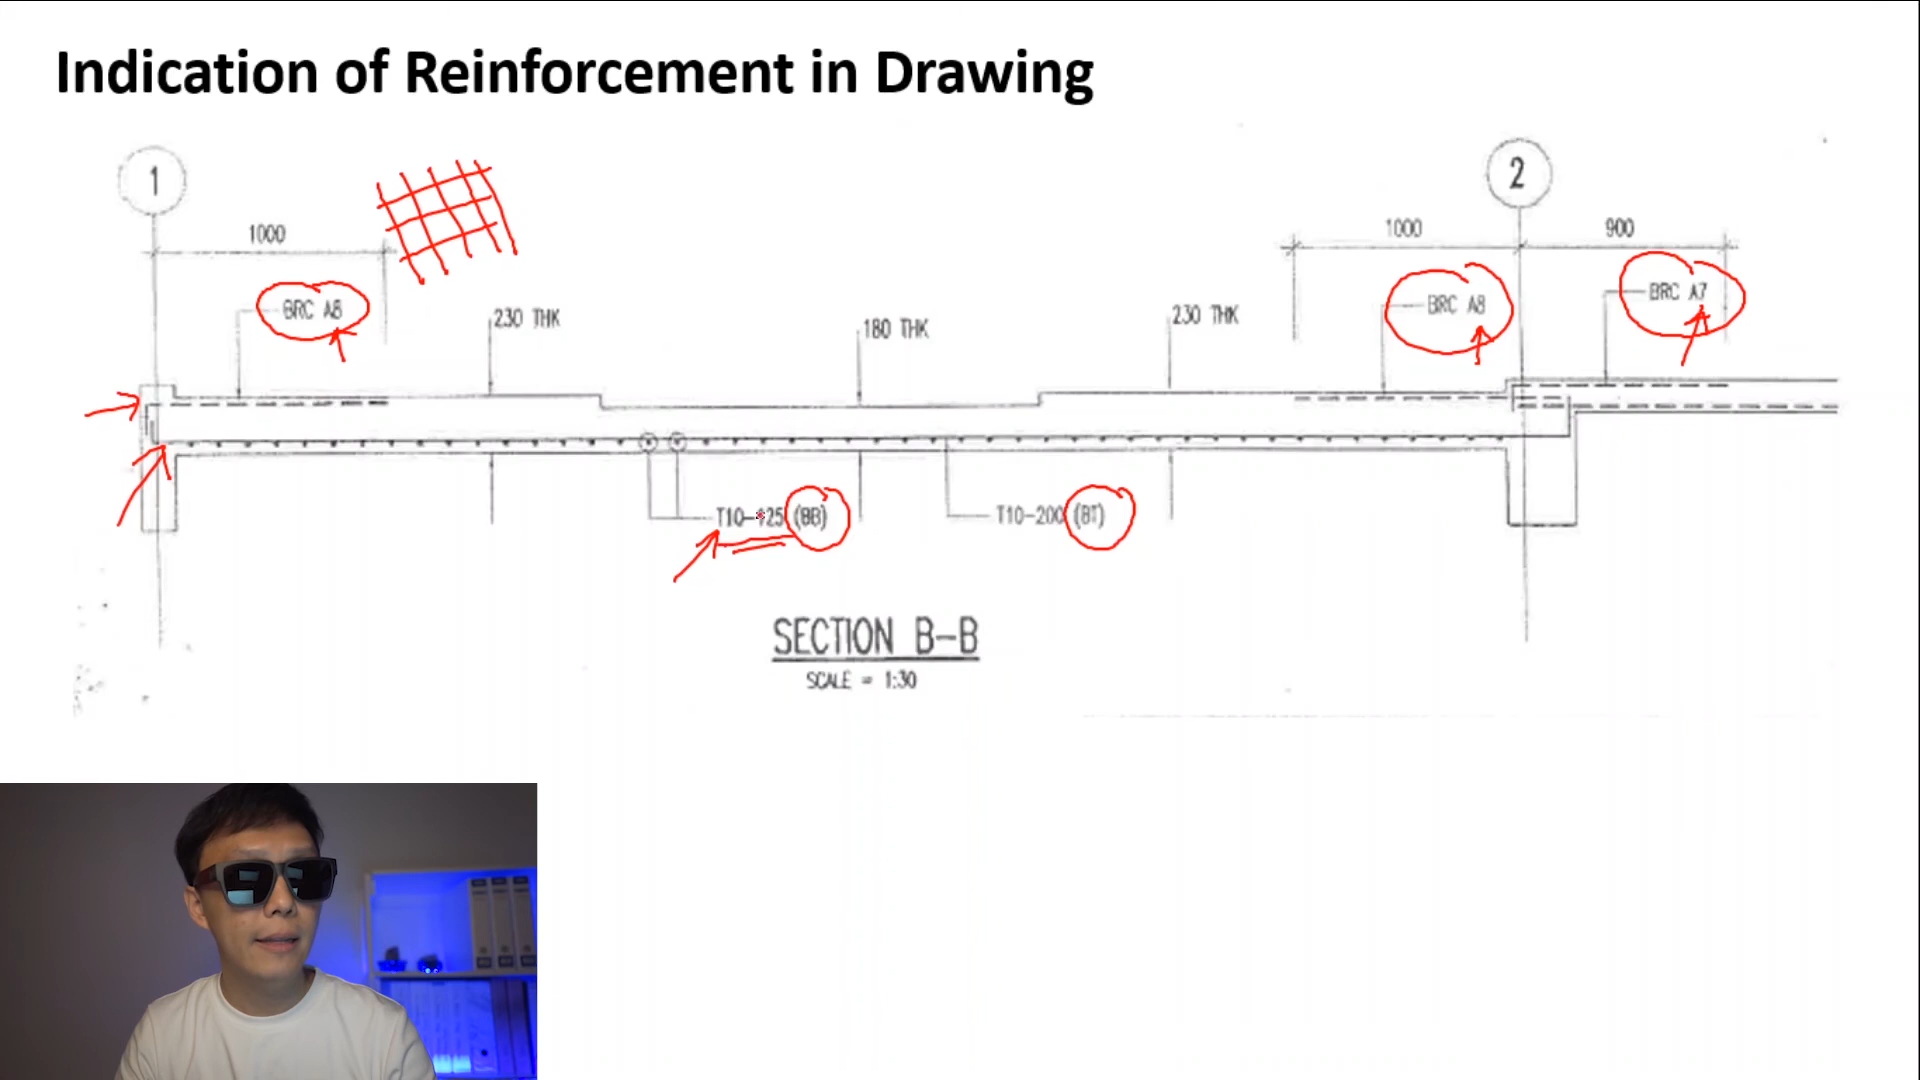 Indication of Reinforcement in Drawing
1
2
1000
1000
900
BRC A8
230 THK
180 THK
230 THK
BRC A8
BRC A7
T10-125 (BB)
T10-200 (BT)
SECTION B-B
SCALE = 1:30